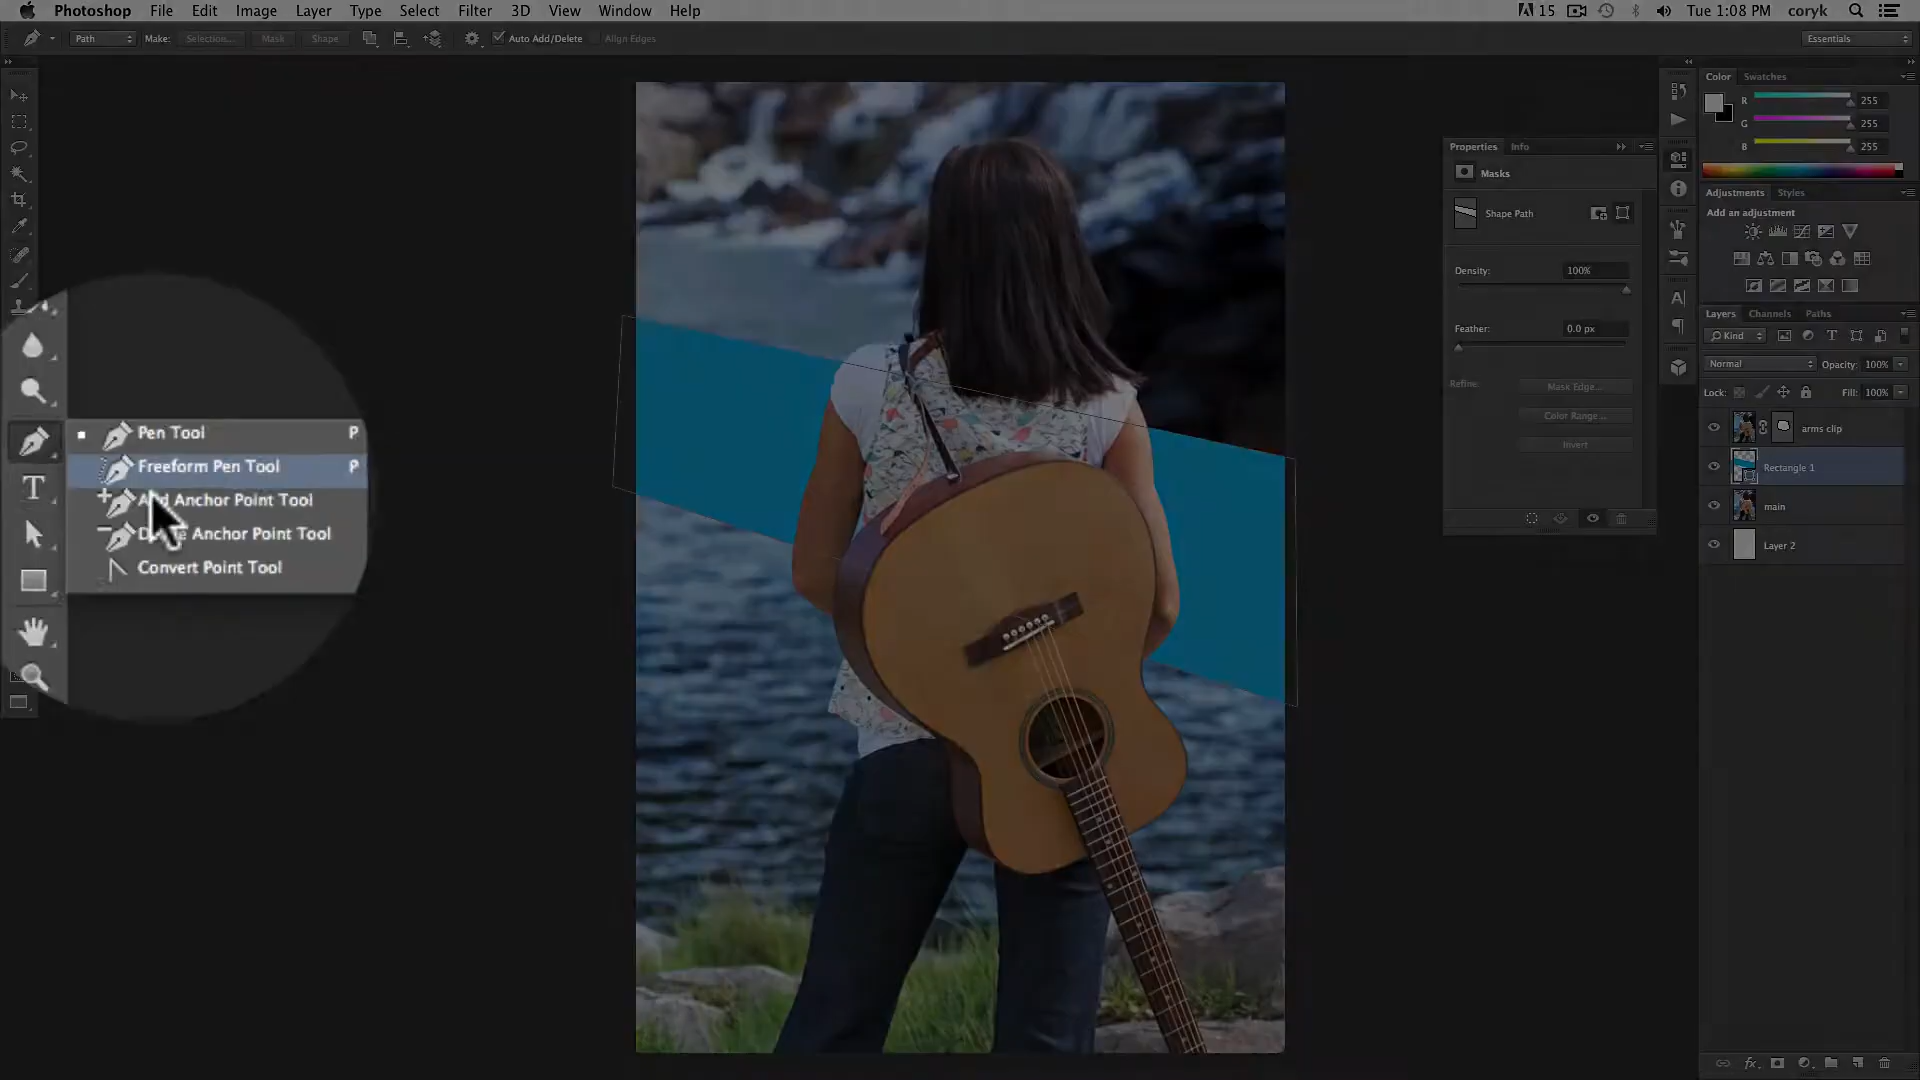 Photoshop File Edit Image Layer Type Select Filter 3D View Window Help 15 Tue 1:08 PM coryk
Path Make: Selection... Mask Shape Auto Add/Delete Align Edges Essentials
Color Swatches
R 255
G 255
B 255
Properties Info
Masks
Shape Path
Density: 100%
Feather: 0.0 px
Refine: Mask Edge...
Color Range...
Invert
Adjustments Styles
Add an adjustment
Layers Channels Paths
Kind
Normal Opacity: 100%
Lock: Fill: 100%
arms clip
Rectangle 1
main
Layer 2
Pen Tool P
Freeform Pen Tool P
Anchor Point Tool
Anchor Point Tool
Convert Point Tool